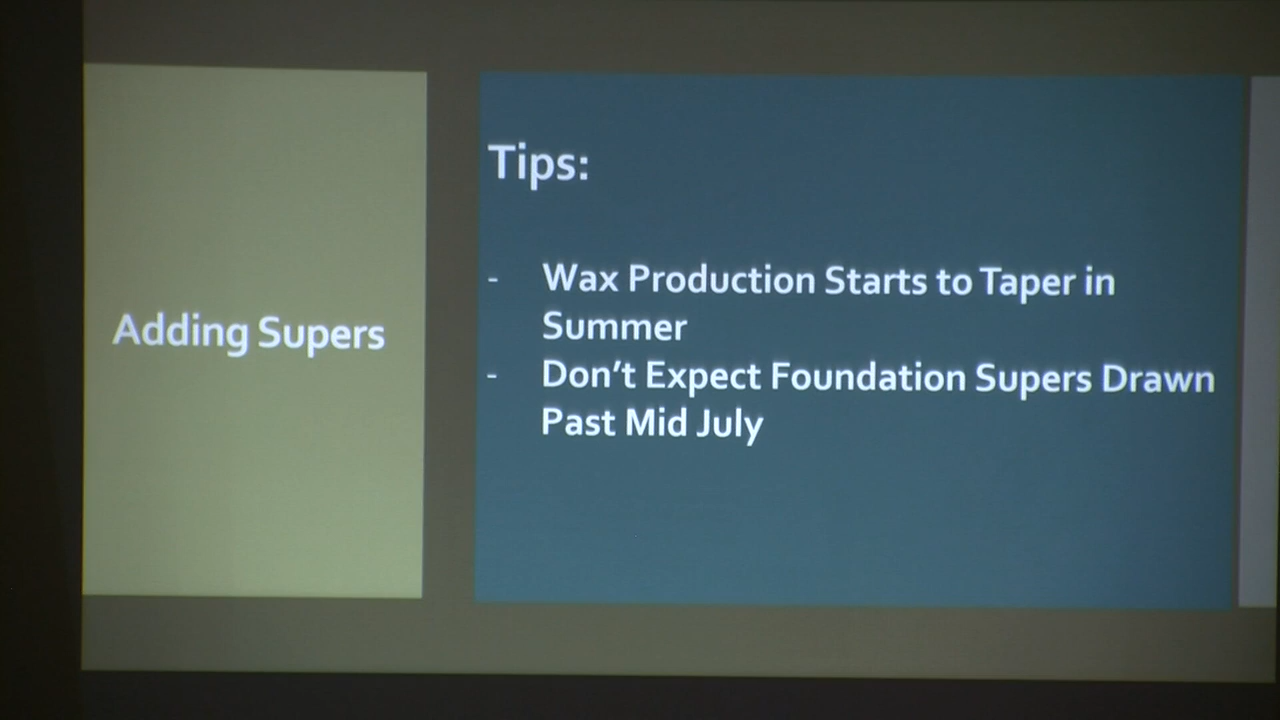 Adding Supers
Tips:
- Wax Production Starts to Taper in
Summer
- Don't Expect Foundation Supers Drawn
Past Mid July